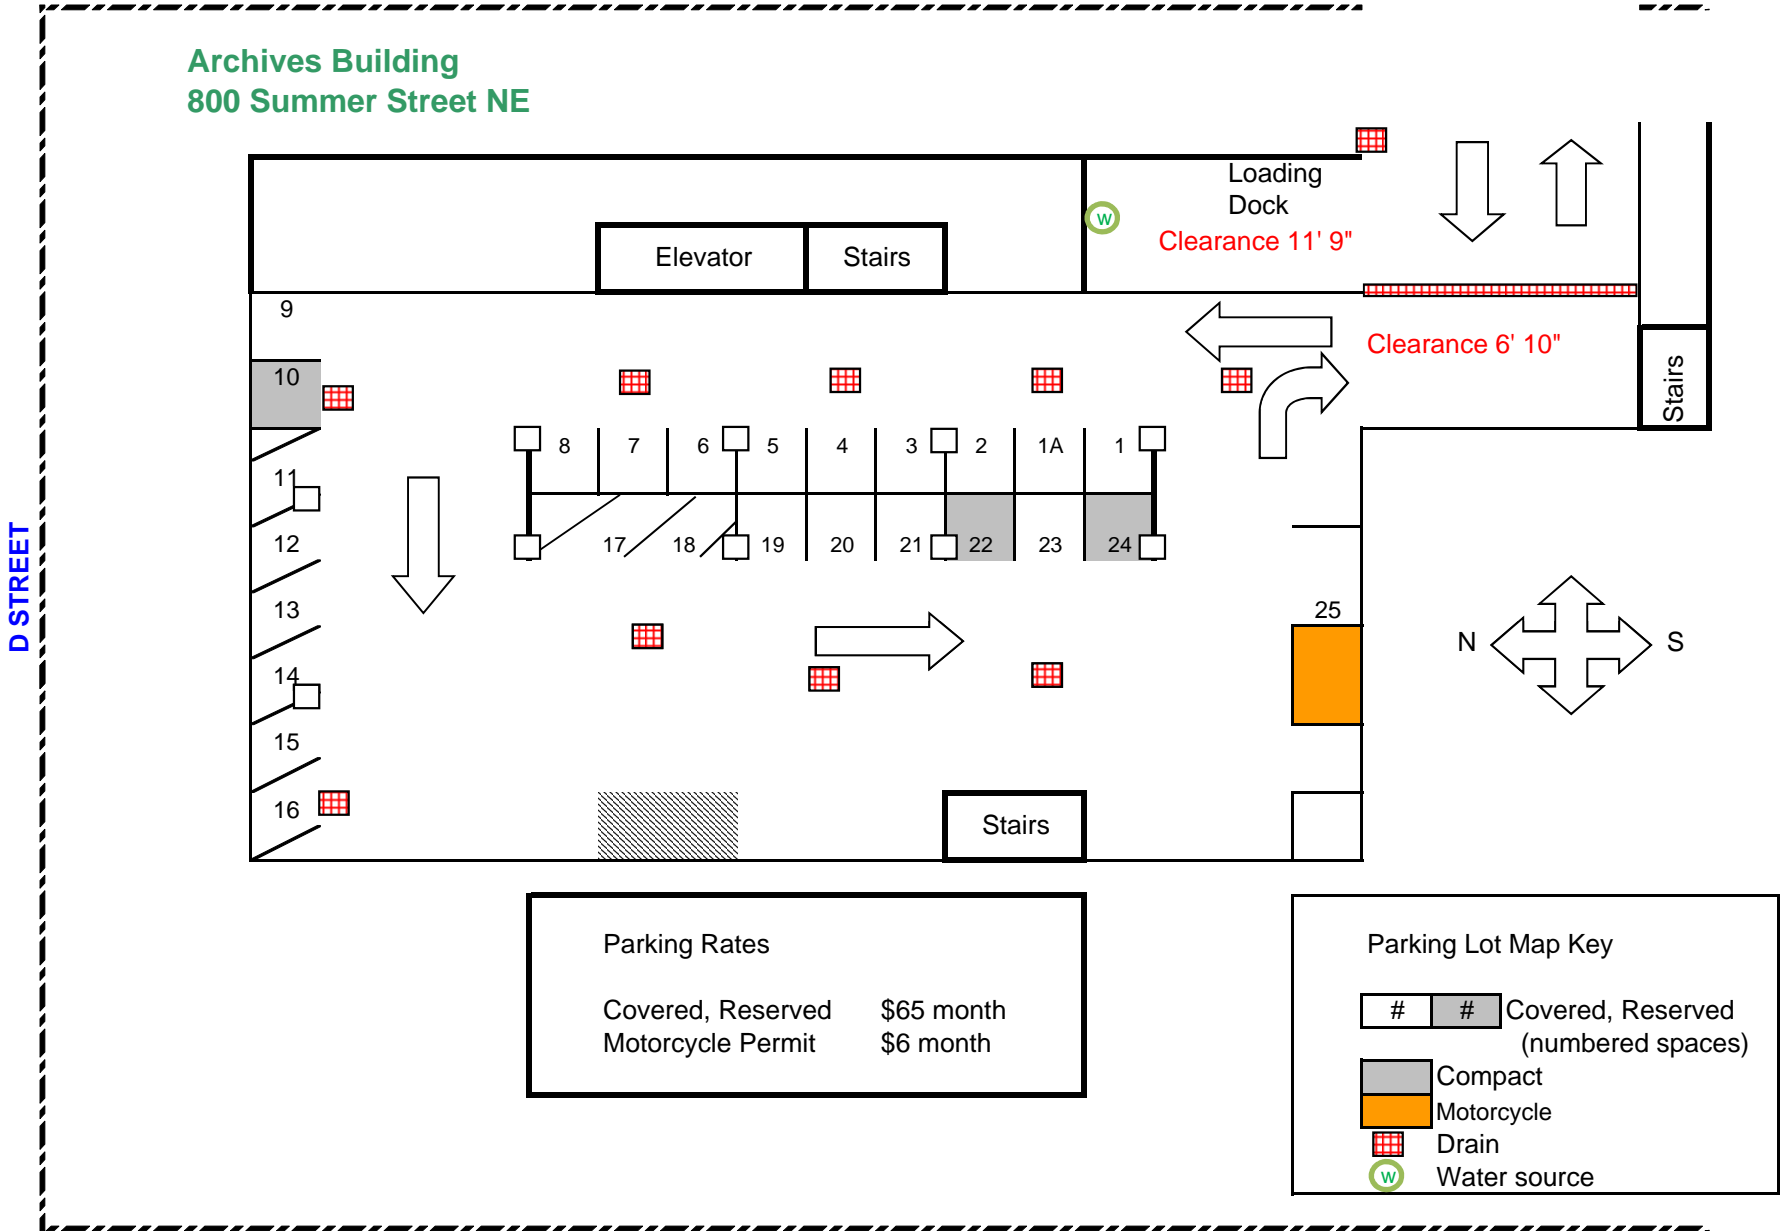 Archives Building
800 Summer Street NE
Loading
Dock
W
Clearance 11' 9"
Elevator
Stairs
9
Clearance 6' 10"
10
Stairs
8 7 6 5 4 3 2 1A 1
11
12
17 18 19 20 21 22 23 24
D STREET
13
25
N S
14
15
16
Stairs
Parking Rates
Covered, Reserved $65 month
Motorcycle Permit $6 month
Parking Lot Map Key
# # Covered, Reserved
(numbered spaces)
Compact
Motorcycle
Drain
W Water source